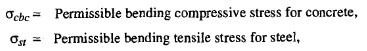 σcbc = Permissible bending compressive stress for concrete,
σst = Permissible bending tensile stress for steel,